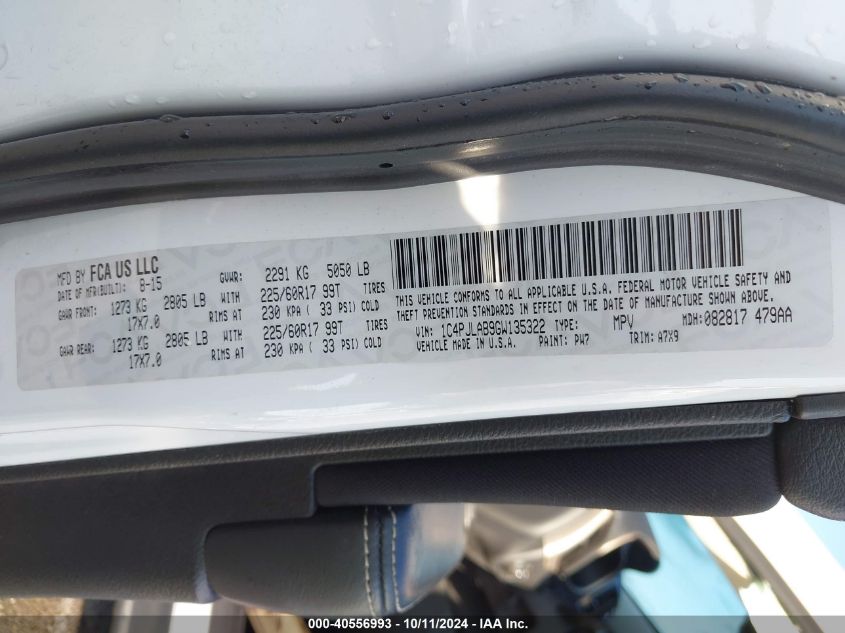 MFD BY FCA US LLC
DATE OF MFR(BUILT): 8-15 GVWR: 2291 KG 5050 LB
GAWR FRONT: 1273 KG 2805 LB WITH 225/60R17 99T TIRES
17X7.0 RIMS AT 230 KPA ( 33 PSI) COLD
GAWR REAR: 1273 KG 2805 LB WITH 225/60R17 99T TIRES
17X7.0 RIMS AT 230 KPA ( 33 PSI) COLD
THIS VEHICLE CONFORMS TO ALL APPLICABLE U.S.A. FEDERAL MOTOR VEHICLE SAFETY AND
THEFT PREVENTION STANDARDS IN EFFECT ON THE DATE OF MANUFACTURE SHOWN ABOVE.
VIN: 1C4PJLAB9GW135322 TYPE: MPV MDH: 082817 479AA
VEHICLE MADE IN U.S.A. PAINT: PW7 TRIM: A7X9
000-40556993 - 10/11/2024 - IAA Inc.